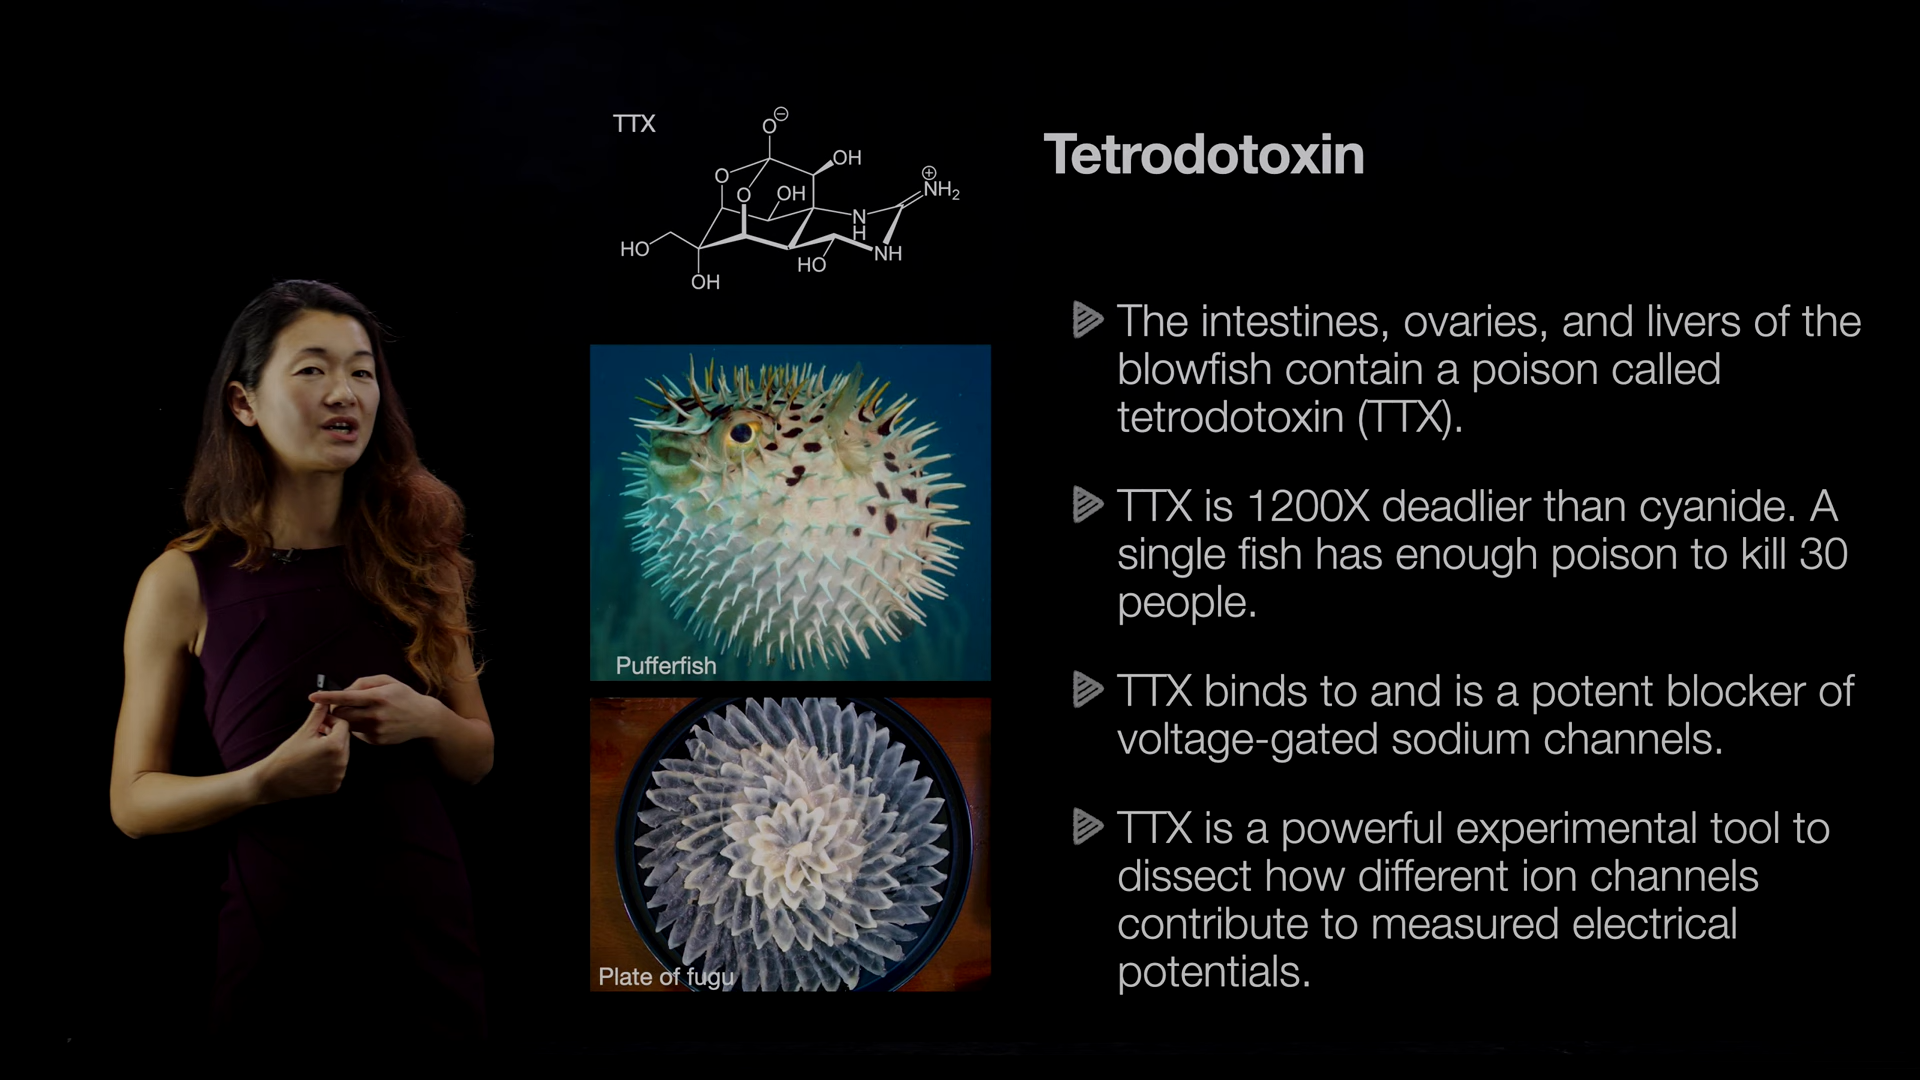 TTX
O⊖
OH
O
O
OH
⊕
NH2
N
H
HO
NH
HO
OH
Tetrodotoxin
The intestines, ovaries, and livers of the
blowfish contain a poison called
tetrodotoxin (TTX).
TTX is 1200X deadlier than cyanide. A
single fish has enough poison to kill 30
people.
TTX binds to and is a potent blocker of
voltage-gated sodium channels.
TTX is a powerful experimental tool to
dissect how different ion channels
contribute to measured electrical
potentials.
Pufferfish
Plate of fugu